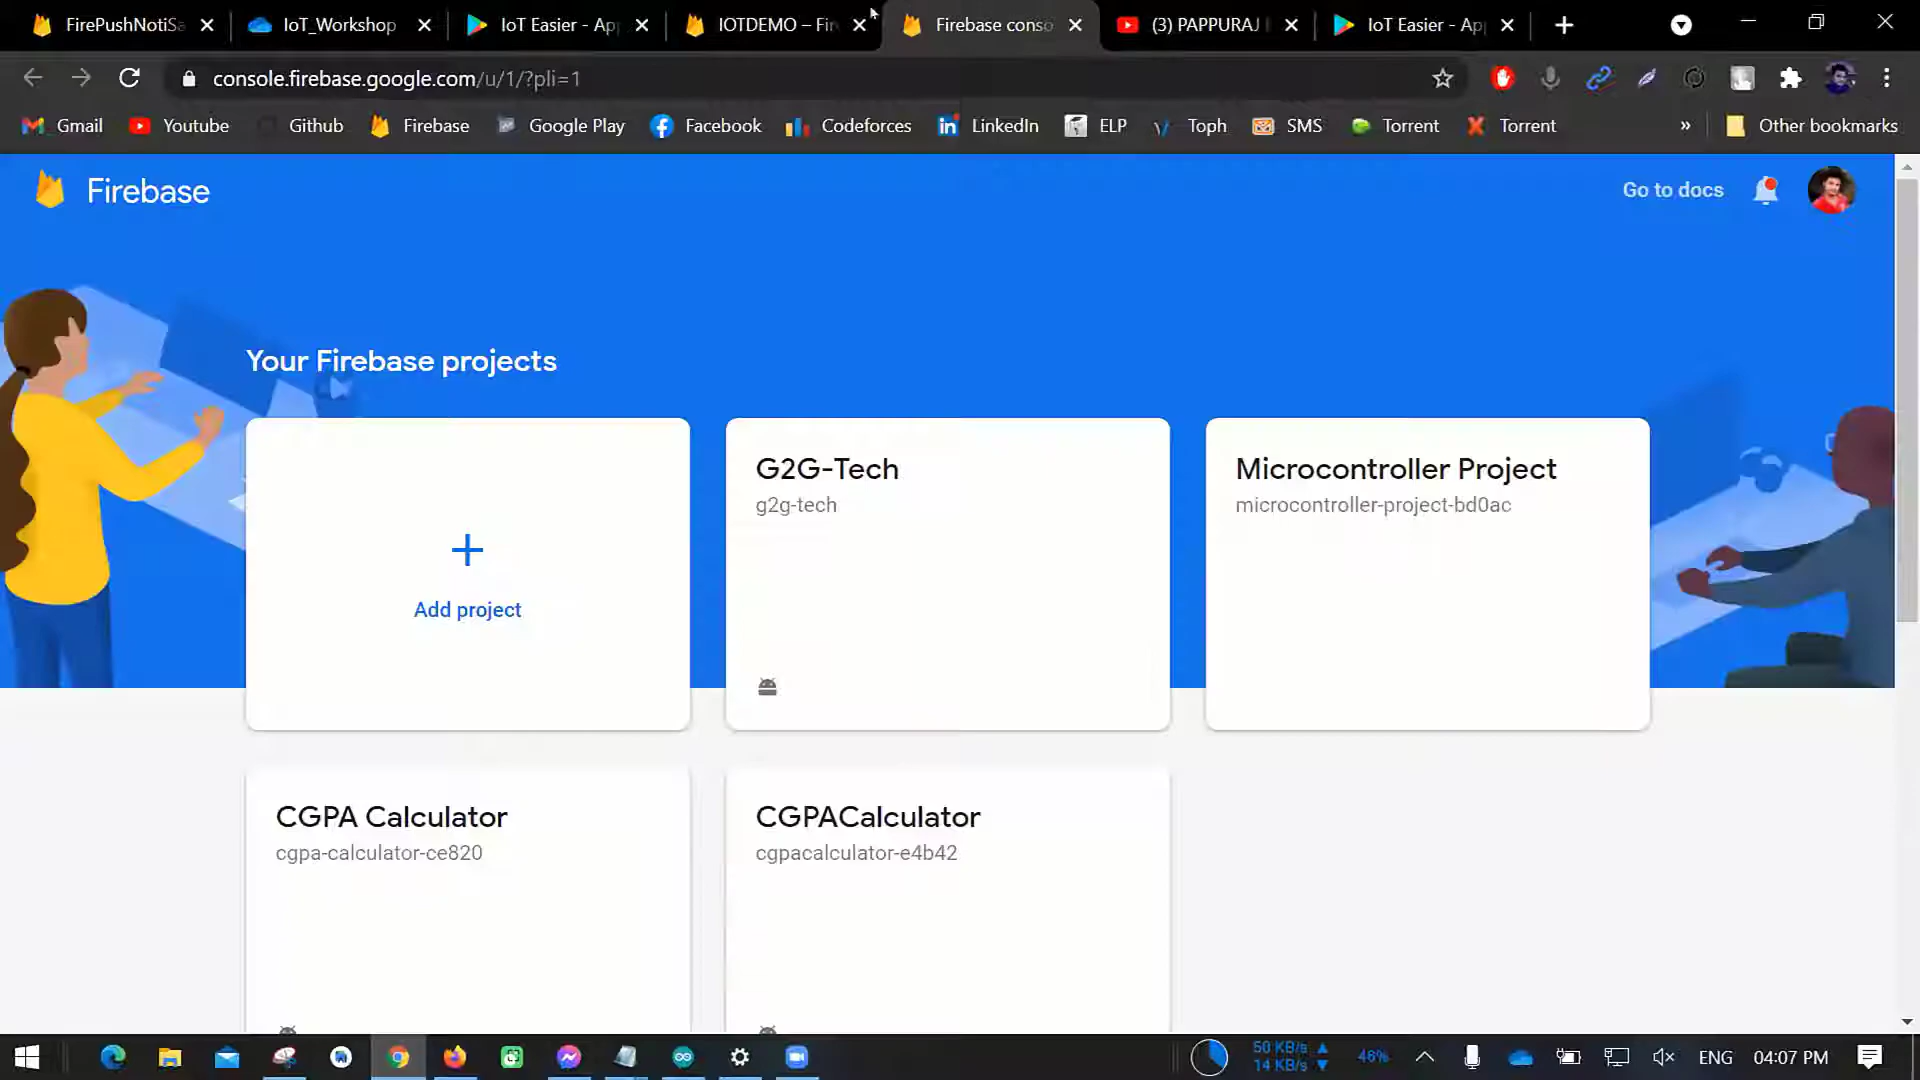 FirePushNotiSa
IoT_Workshop
IoT Easier - Ap
IOTDEMO – Fir
Firebase conso
(3) PAPPURAJ
IoT Easier - Ap
console.firebase.google.com/u/1/?pli=1
Gmail
Youtube
Github
Firebase
Google Play
Facebook
Codeforces
LinkedIn
ELP
Toph
SMS
Torrent
Torrent
»
Other bookmarks
Firebase
Go to docs
Your Firebase projects
Add project
G2G-Tech
g2g-tech
Microcontroller Project
microcontroller-project-bd0ac
CGPA Calculator
cgpa-calculator-ce820
CGPACalculator
cgpacalculator-e4b42
50 KB/s
14 KB/s
46%
ENG
04:07 PM